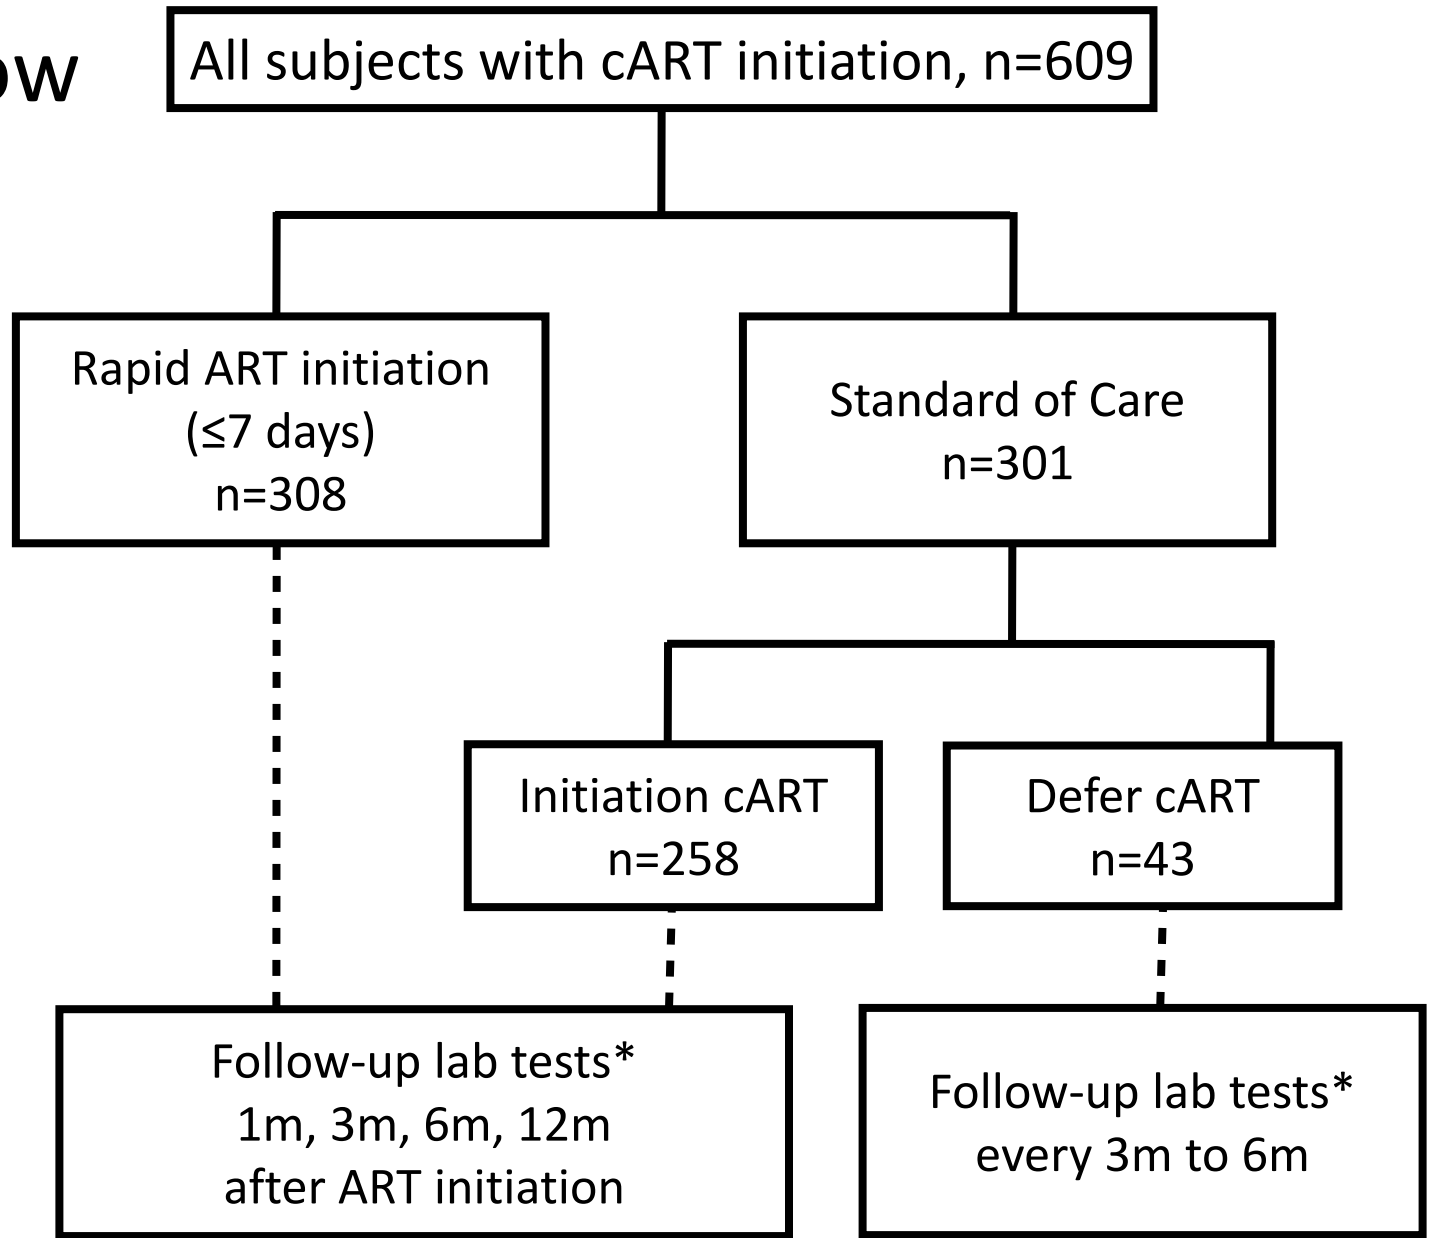 All subjects with cART initiation, n=609
Rapid ART initiation
(≤7 days)
n=308
Standard of Care
n=301
Initiation cART
n=258
Defer cART
n=43
Follow-up lab tests*
1m, 3m, 6m, 12m
after ART initiation
Follow-up lab tests*
every 3m to 6m